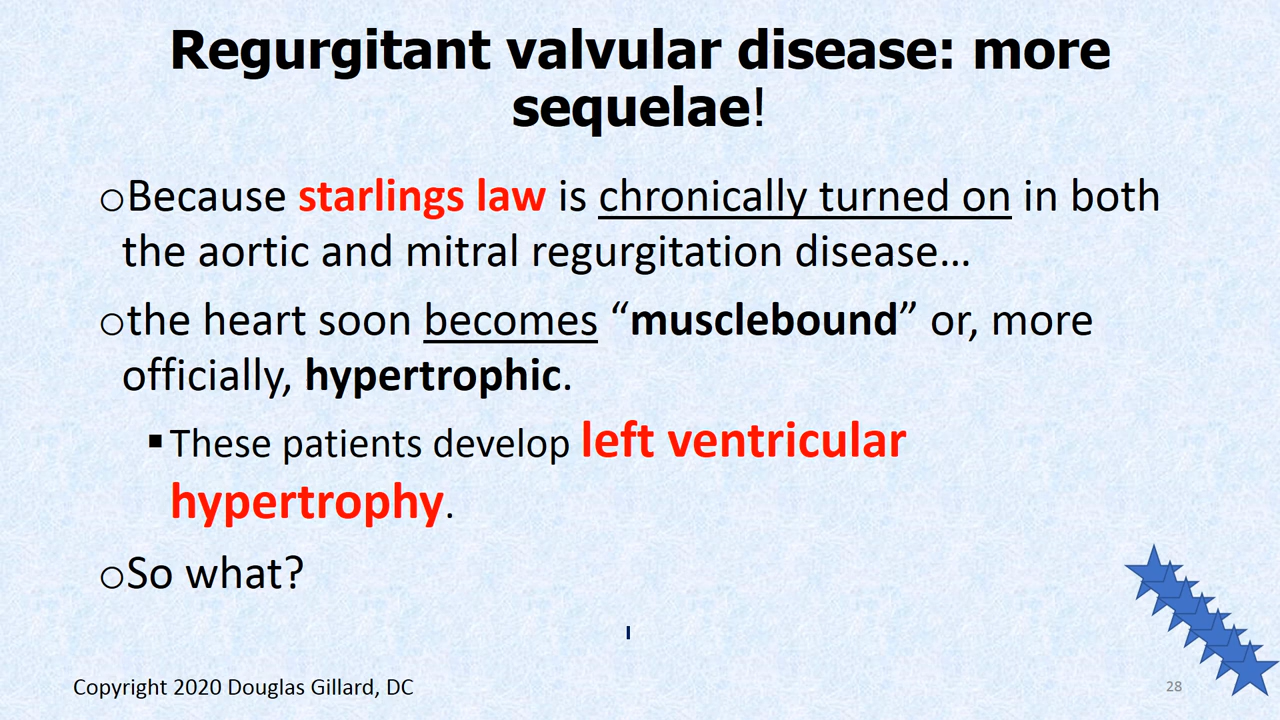 Regurgitant valvular disease: more
sequelae!
oBecause starlings law is chronically turned on in both
the aortic and mitral regurgitation disease…
othe heart soon becomes “musclebound” or, more
officially, hypertrophic.
▪These patients develop left ventricular
hypertrophy.
oSo what?
Copyright 2020 Douglas Gillard, DC
28